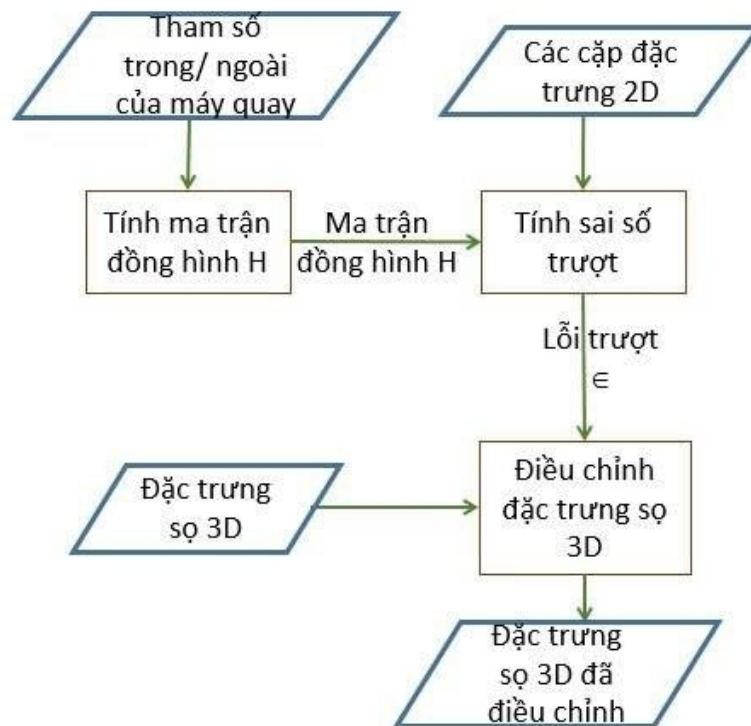 Tham số
trong/ ngoài
của máy quay
Các cặp đặc
trưng 2D
Tính ma trận
đồng hình H
Ma trận
đồng hình H
Tính sai số
trượt
Lỗi trượt
∈
Đặc trưng
sọ 3D
Điều chỉnh
đặc trưng sọ
3D
Đặc trưng
sọ 3D đã
điều chỉnh